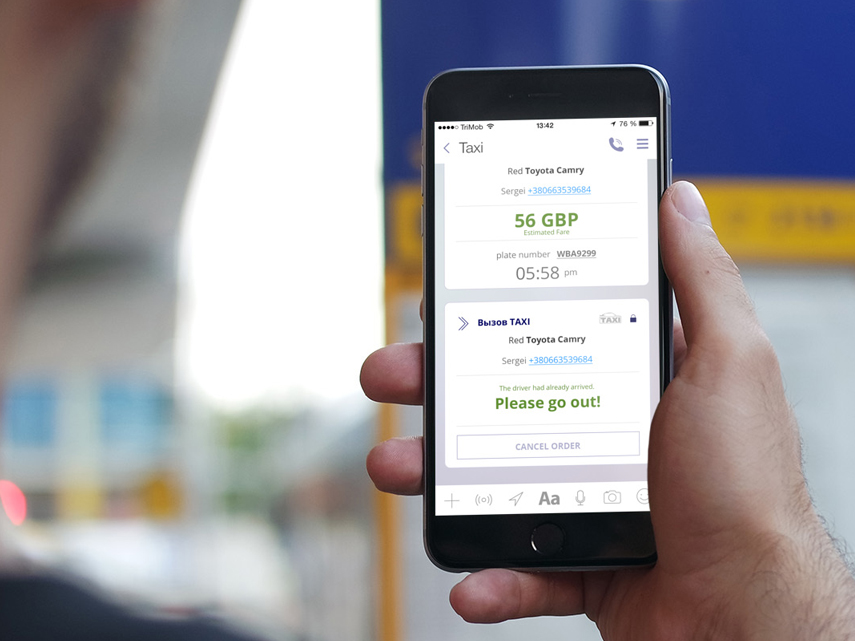 TriMob 13:42 76 %
Taxi
Red Toyota Camry
Sergei +380663539684
56 GBP
Estimated Fare
plate number WBA9299
05:58 pm
Вызов TAXI TAXI
Red Toyota Camry
Sergei +380663539684
The driver had already arrived.
Please go out!
CANCEL ORDER
Aa